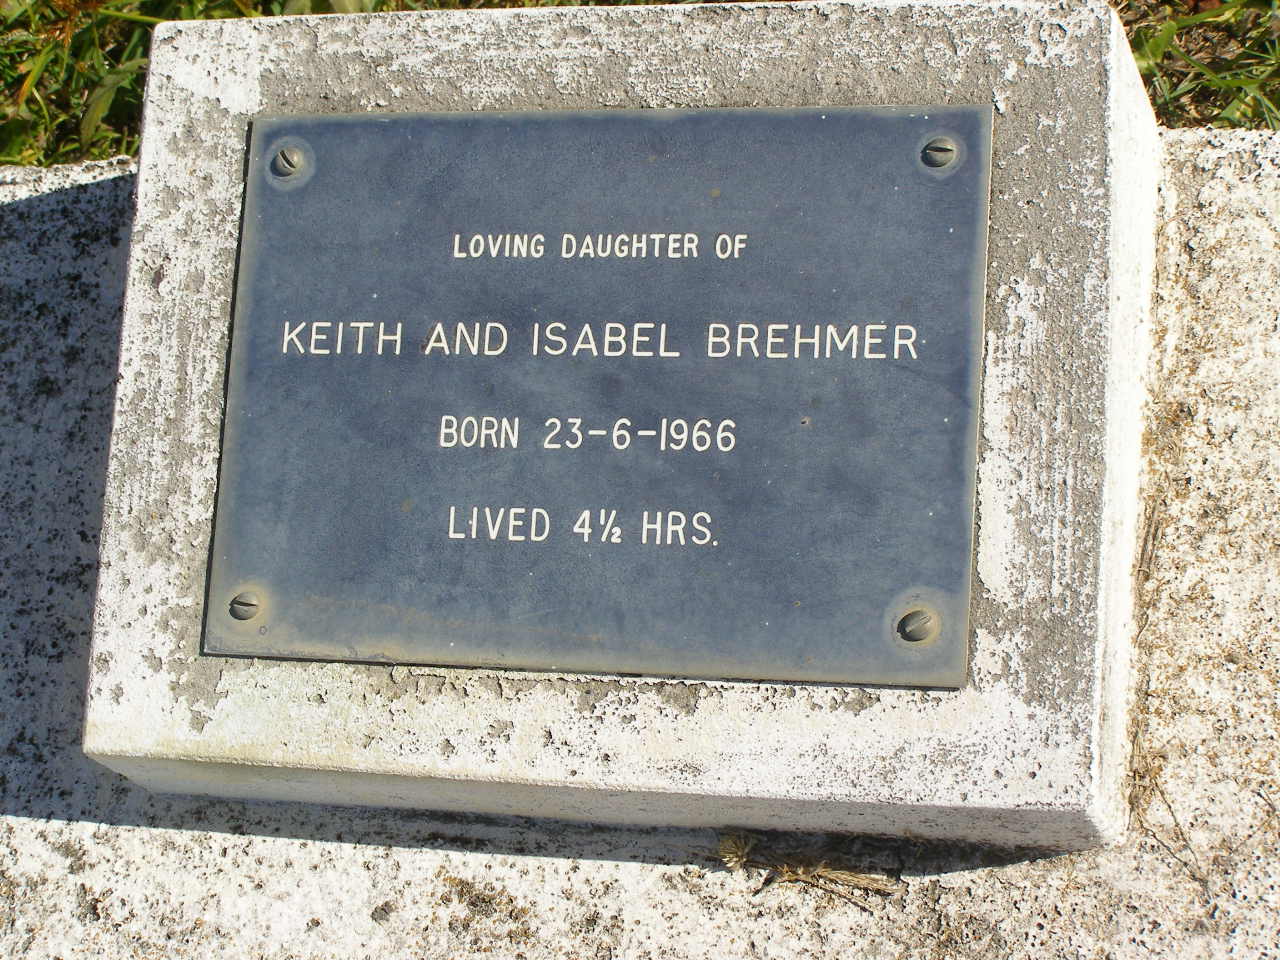 LOVING DAUGHTER OF
KEITH AND ISABEL BREHMER
BORN 23-6-1966
LIVED 4½ HRS.